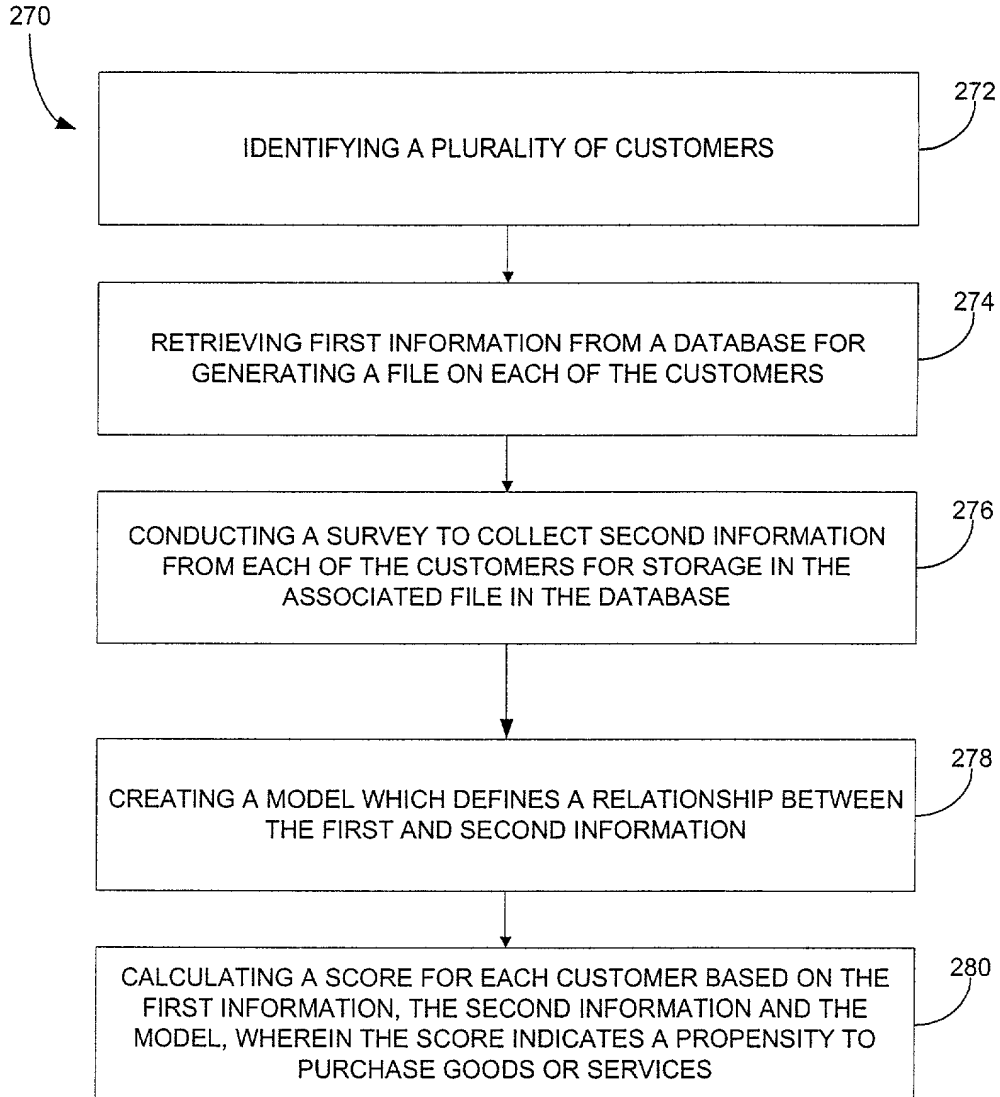 270
272
IDENTIFYING A PLURALITY OF CUSTOMERS
274
RETRIEVING FIRST INFORMATION FROM A DATABASE FOR
GENERATING A FILE ON EACH OF THE CUSTOMERS
276
CONDUCTING A SURVEY TO COLLECT SECOND INFORMATION
FROM EACH OF THE CUSTOMERS FOR STORAGE IN THE
ASSOCIATED FILE IN THE DATABASE
278
CREATING A MODEL WHICH DEFINES A RELATIONSHIP BETWEEN
THE FIRST AND SECOND INFORMATION
280
CALCULATING A SCORE FOR EACH CUSTOMER BASED ON THE
FIRST INFORMATION, THE SECOND INFORMATION AND THE
MODEL, WHEREIN THE SCORE INDICATES A PROPENSITY TO
PURCHASE GOODS OR SERVICES